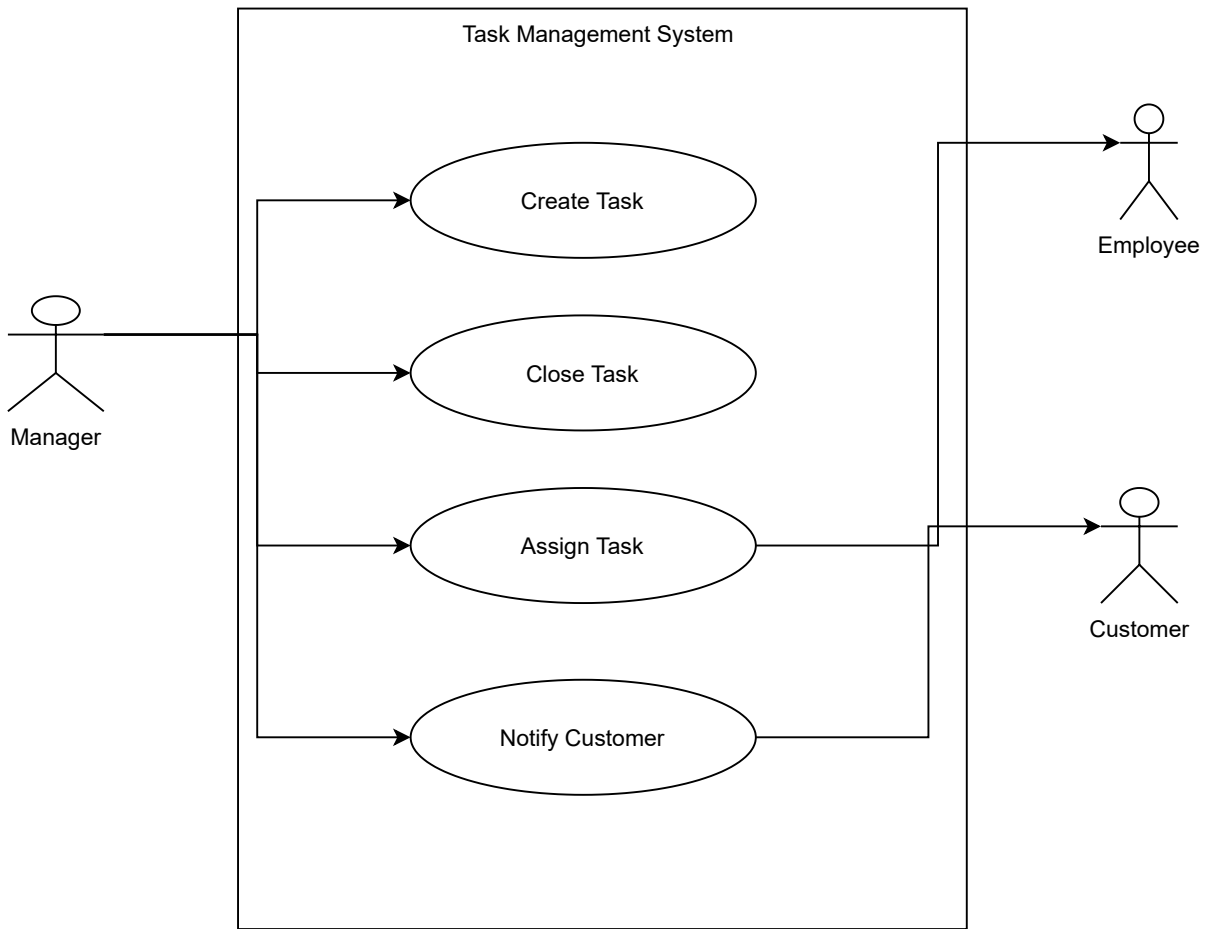 Task Management System
Create Task
Employee
Close Task
Manager
Assign Task
Customer
Notify Customer